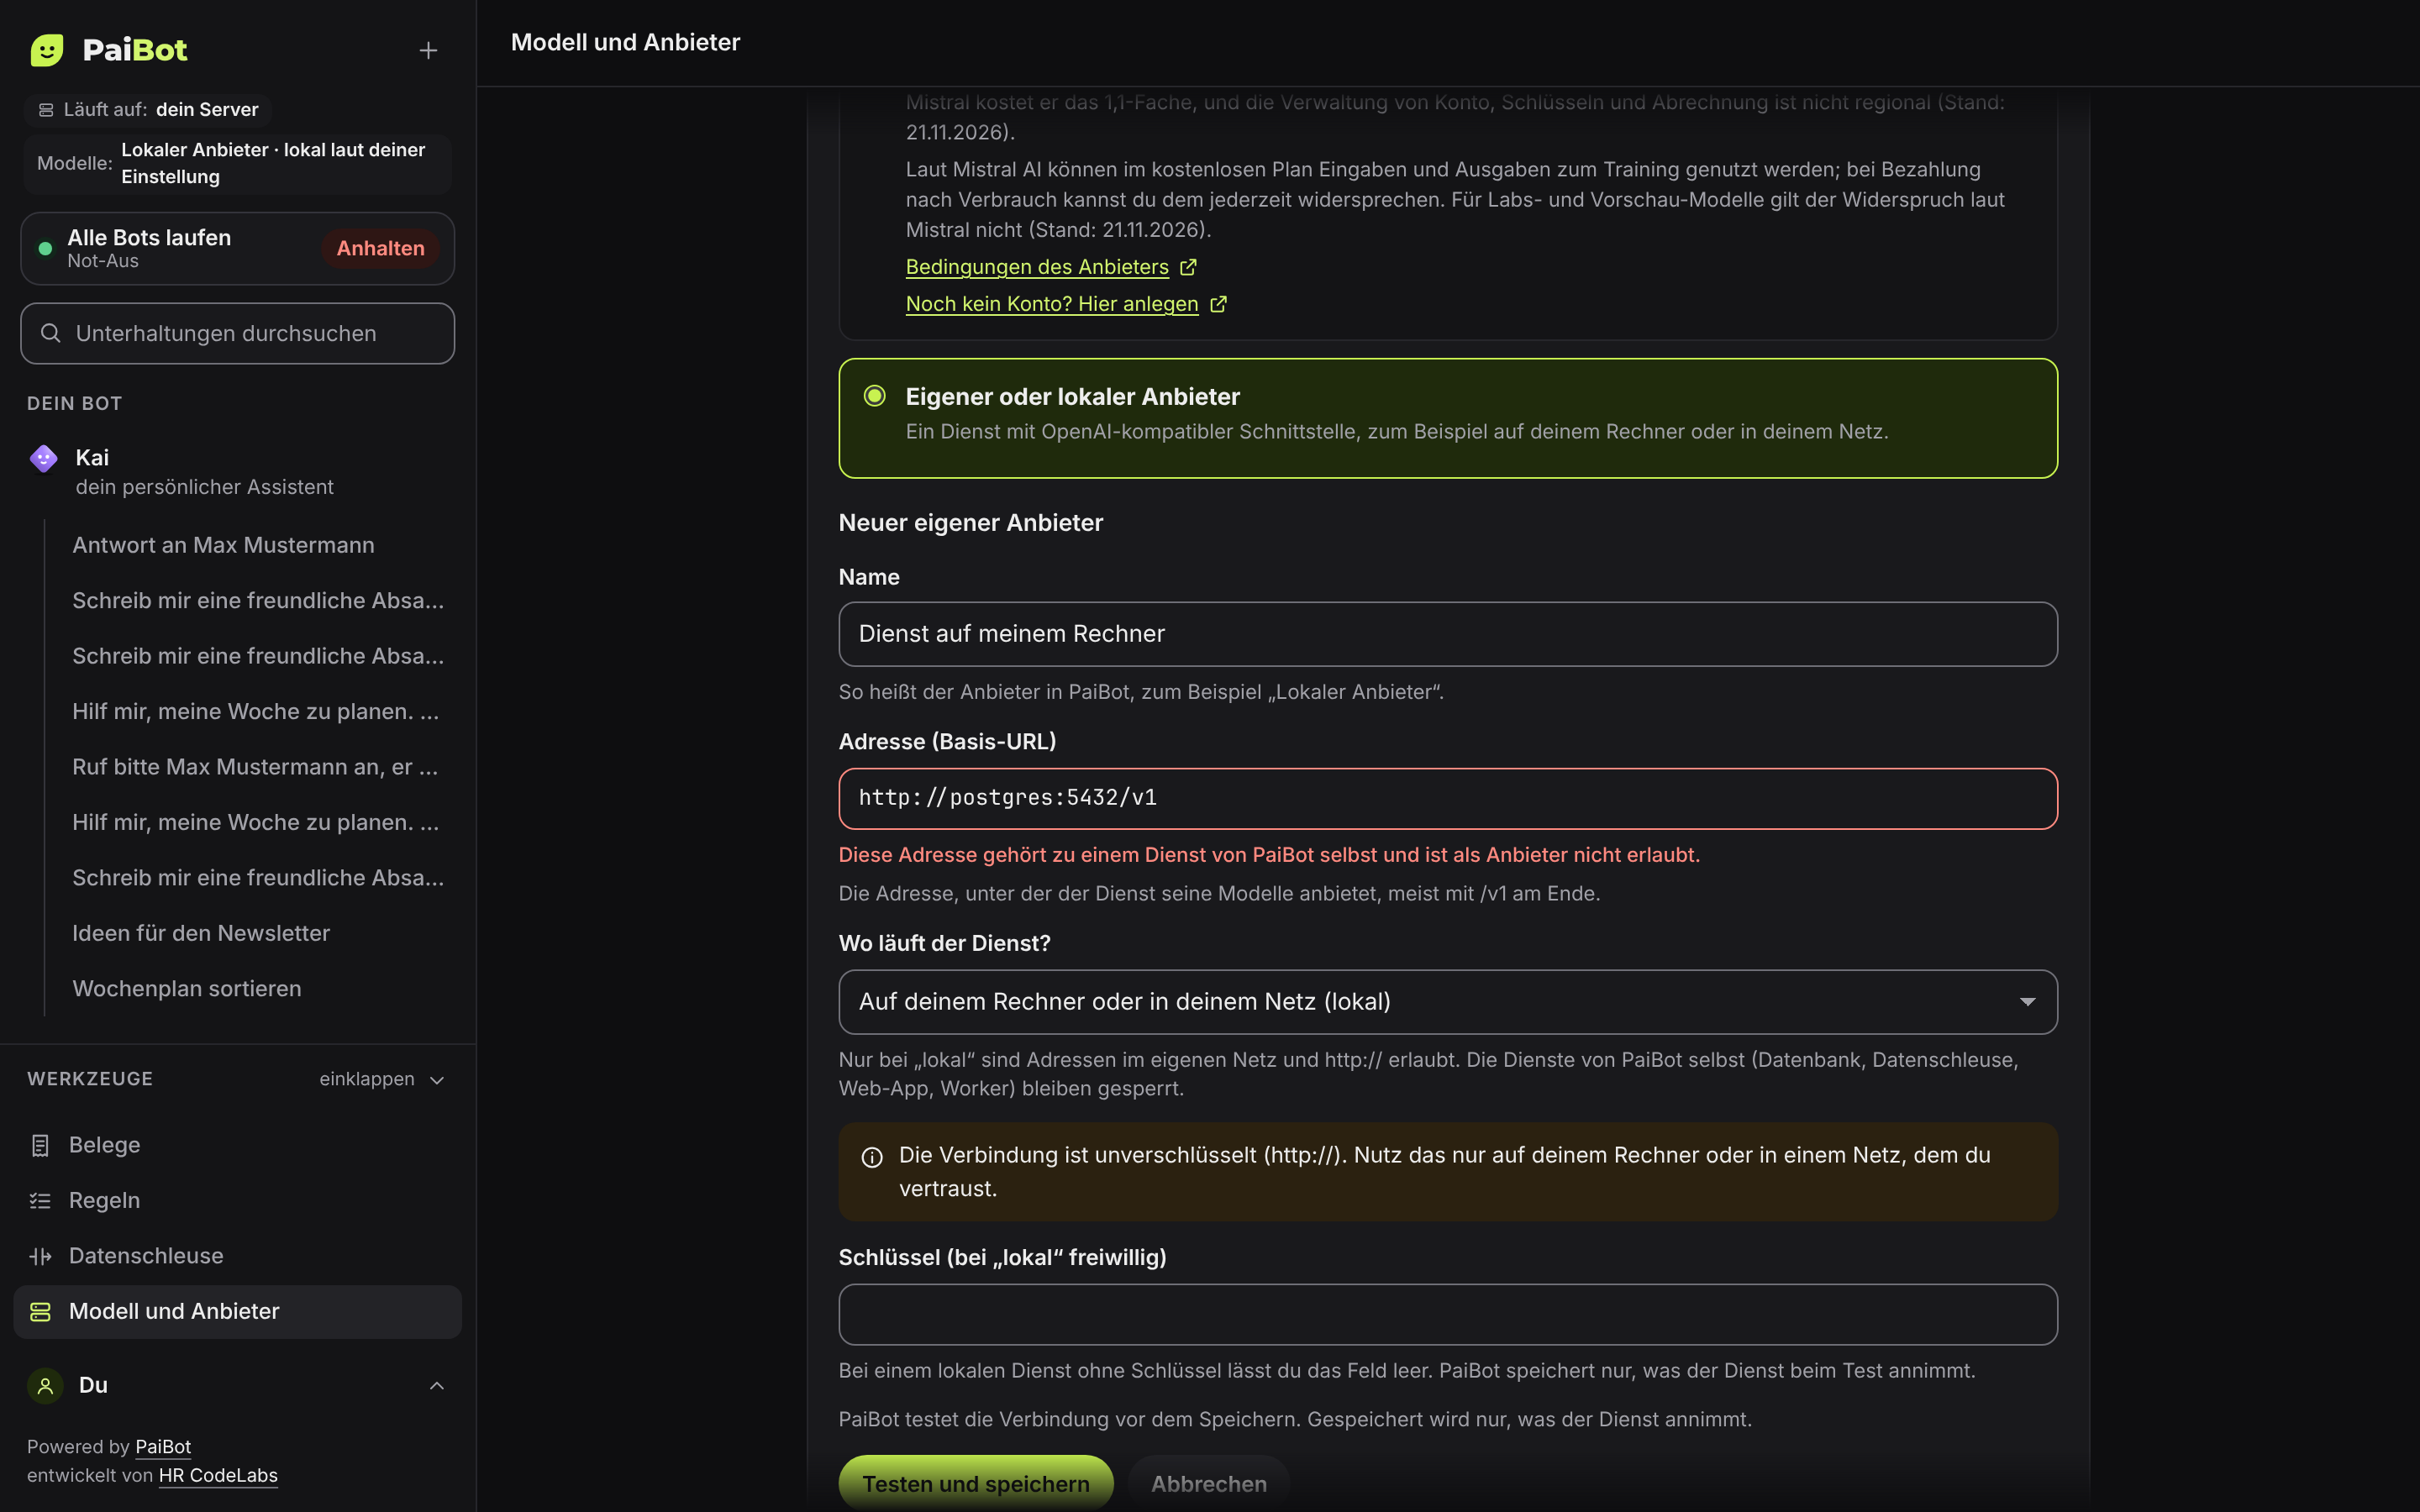 PaiBot
Läuft auf: dein Server
Modelle: Lokaler Anbieter · lokal laut deiner
Einstellung
Alle Bots laufen
Not-Aus
Anhalten
Unterhaltungen durchsuchen
DEIN BOT
Kai
dein persönlicher Assistent
Antwort an Max Mustermann
Schreib mir eine freundliche Absa...
Schreib mir eine freundliche Absa...
Hilf mir, meine Woche zu planen. ...
Ruf bitte Max Mustermann an, er ...
Hilf mir, meine Woche zu planen. ...
Schreib mir eine freundliche Absa...
Ideen für den Newsletter
Wochenplan sortieren
WERKZEUGE einklappen
Belege
Regeln
Datenschleuse
Modell und Anbieter
Du
Powered by PaiBot
entwickelt von HR CodeLabs
Modell und Anbieter
Mistral kostet er das 1,1-Fache, und die Verwaltung von Konto, Schlüsseln und Abrechnung ist nicht regional (Stand:
21.11.2026).
Laut Mistral AI können im kostenlosen Plan Eingaben und Ausgaben zum Training genutzt werden; bei Bezahlung
nach Verbrauch kannst du dem jederzeit widersprechen. Für Labs- und Vorschau-Modelle gilt der Widerspruch laut
Mistral nicht (Stand: 21.11.2026).
Bedingungen des Anbieters
Noch kein Konto? Hier anlegen
Eigener oder lokaler Anbieter
Ein Dienst mit OpenAI-kompatibler Schnittstelle, zum Beispiel auf deinem Rechner oder in deinem Netz.
Neuer eigener Anbieter
Name
Dienst auf meinem Rechner
So heißt der Anbieter in PaiBot, zum Beispiel „Lokaler Anbieter“.
Adresse (Basis-URL)
http://postgres:5432/v1
Diese Adresse gehört zu einem Dienst von PaiBot selbst und ist als Anbieter nicht erlaubt.
Die Adresse, unter der der Dienst seine Modelle anbietet, meist mit /v1 am Ende.
Wo läuft der Dienst?
Auf deinem Rechner oder in deinem Netz (lokal)
Nur bei „lokal“ sind Adressen im eigenen Netz und http:// erlaubt. Die Dienste von PaiBot selbst (Datenbank, Datenschleuse,
Web-App, Worker) bleiben gesperrt.
Die Verbindung ist unverschlüsselt (http://). Nutz das nur auf deinem Rechner oder in einem Netz, dem du
vertraust.
Schlüssel (bei „lokal“ freiwillig)
Bei einem lokalen Dienst ohne Schlüssel lässt du das Feld leer. PaiBot speichert nur, was der Dienst beim Test annimmt.
PaiBot testet die Verbindung vor dem Speichern. Gespeichert wird nur, was der Dienst annimmt.
Testen und speichern
Abbrechen